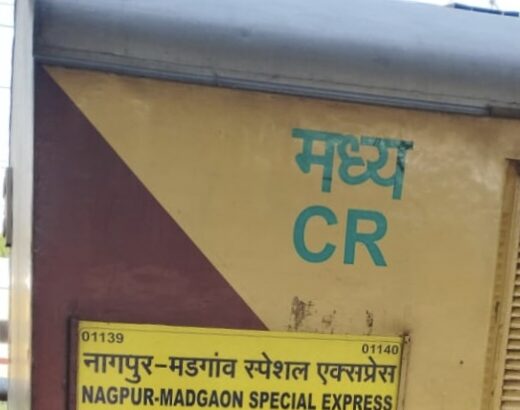 मध्य
CR
01139
01140
नागपुर-मडगांव स्पेशल एक्सप्रेस
NAGPUR-MADGAON SPECIAL EXPRESS